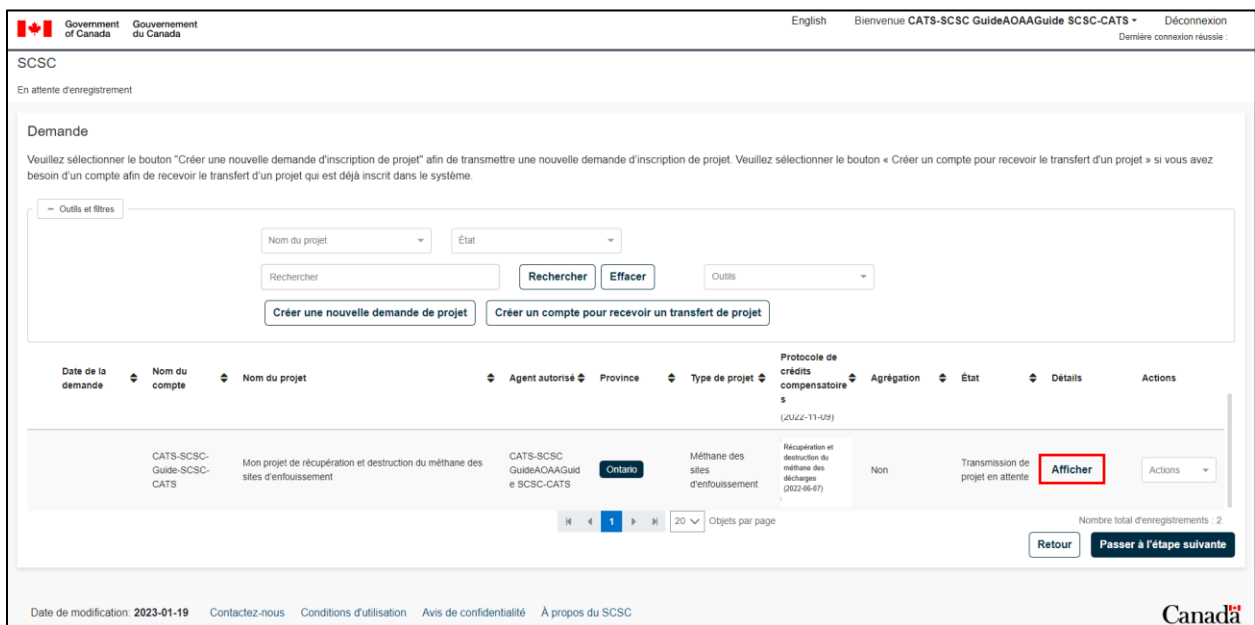 Government of Canada
Gouvernement du Canada
English
Bienvenue CATS-SCSC GuideAOAAGuide SCSC-CATS
Déconnexion
Dernière connexion réussie :
SCSC
En attente d'enregistrement
Demande
Veuillez sélectionner le bouton "Créer une nouvelle demande d'inscription de projet" afin de transmettre une nouvelle demande d'inscription de projet. Veuillez sélectionner le bouton « Créer un compte pour recevoir le transfert d'un projet » si vous avez
besoin d'un compte afin de recevoir le transfert d'un projet qui est déjà inscrit dans le système.
− Outils et filtres
Nom du projet
État
Rechercher
Rechercher
Effacer
Outils
Créer une nouvelle demande de projet
Créer un compte pour recevoir un transfert de projet
Date de la
demande
Nom du
compte
Nom du projet
Agent autorisé
Province
Type de projet
Protocole de
crédits
compensatoire
s
Agrégation
État
Détails
Actions
(2022-11-09)
CATS-SCSC-
Guide-SCSC-
CATS
Mon projet de récupération et destruction du méthane des
sites d'enfouissement
CATS-SCSC
GuideAOAAGuid
e SCSC-CATS
Ontario
Méthane des
sites
d'enfouissement
Récupération et
destruction du
méthane des
décharges
(2022-06-07)
Non
Transmission de
projet en attente
Afficher
Actions
1
20
Objets par page
Nombre total d'enregistrements : 2
Retour
Passer à l'étape suivante
Date de modification: 2023-01-19
Contactez-nous
Conditions d'utilisation
Avis de confidentialité
À propos du SCSC
Canada